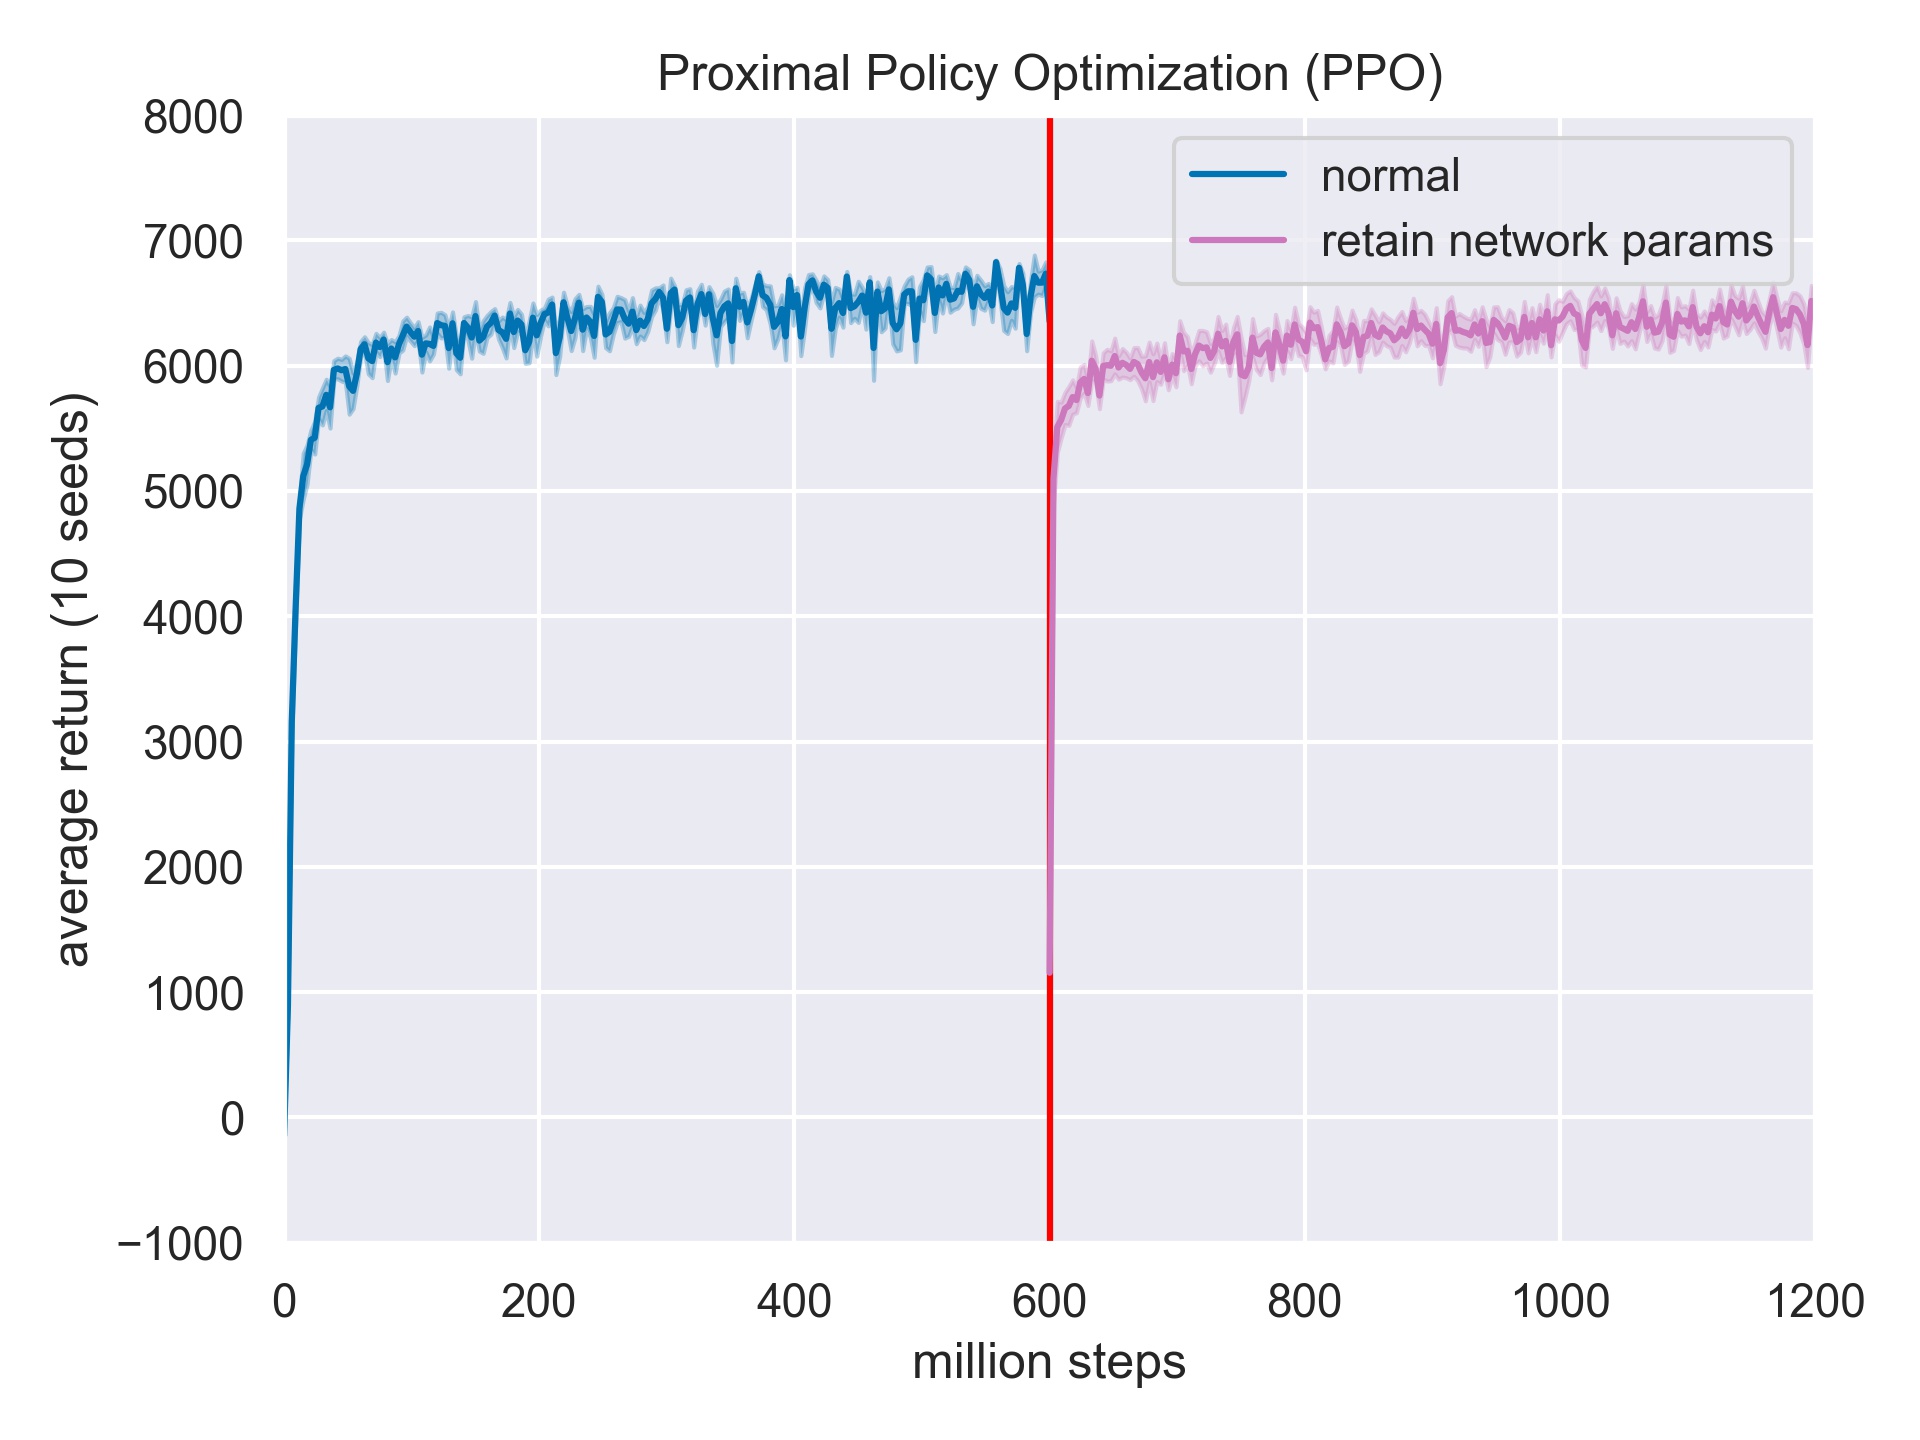 Proximal Policy Optimization (PPO)
8000
7000
6000
5000
4000
3000
2000
1000
0
−1000
average return (10 seeds)
normal
retain network params
0 200 400 600 800 1000 1200
million steps